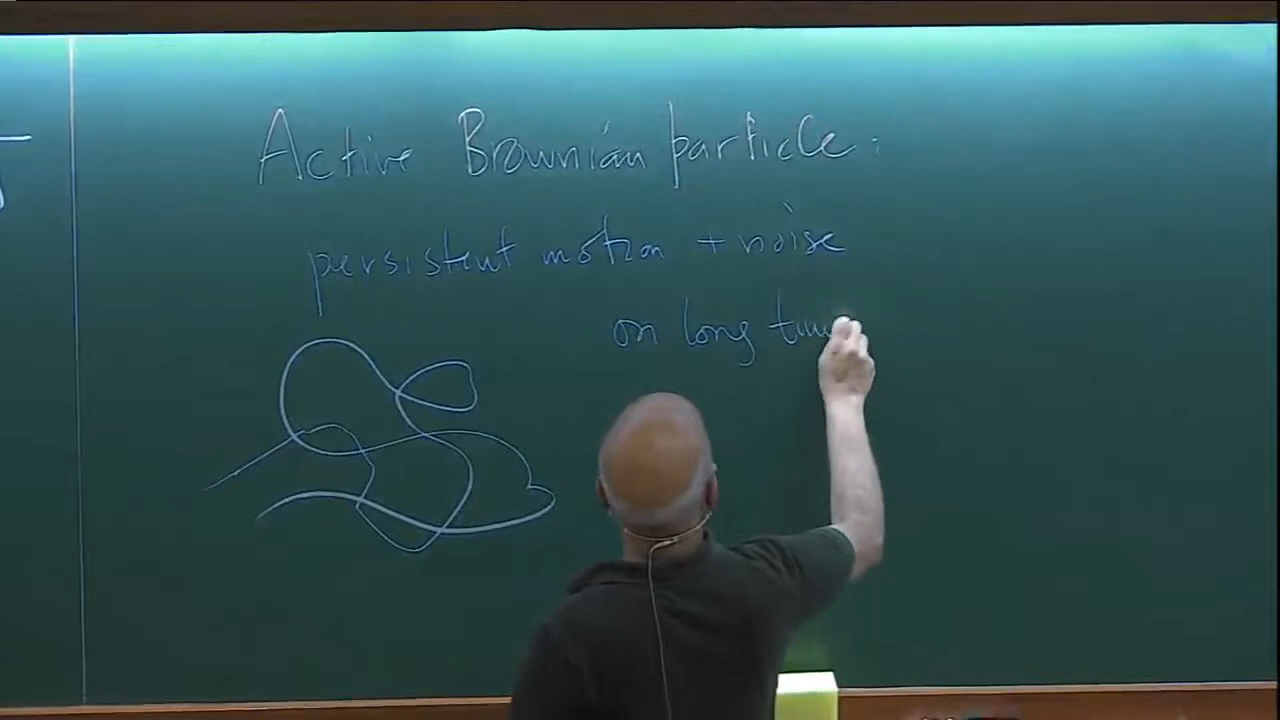 Active Brownian particle:
persistent motion + noise
on long